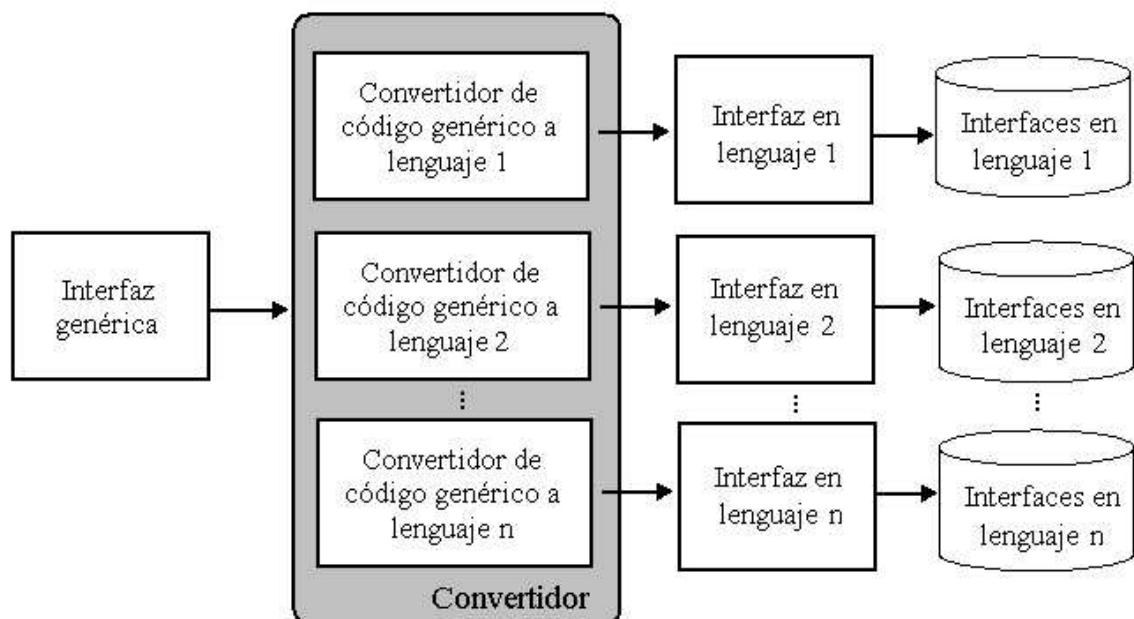 Interfaz
genérica
Convertidor de
código genérico a
lenguaje 1
Interfaz en
lenguaje 1
Interfaces en
lenguaje 1
Convertidor de
código genérico a
lenguaje 2
Interfaz en
lenguaje 2
Interfaces en
lenguaje 2
⋮
⋮
⋮
Convertidor de
código genérico a
lenguaje n
Interfaz en
lenguaje n
Interfaces en
lenguaje n
Convertidor